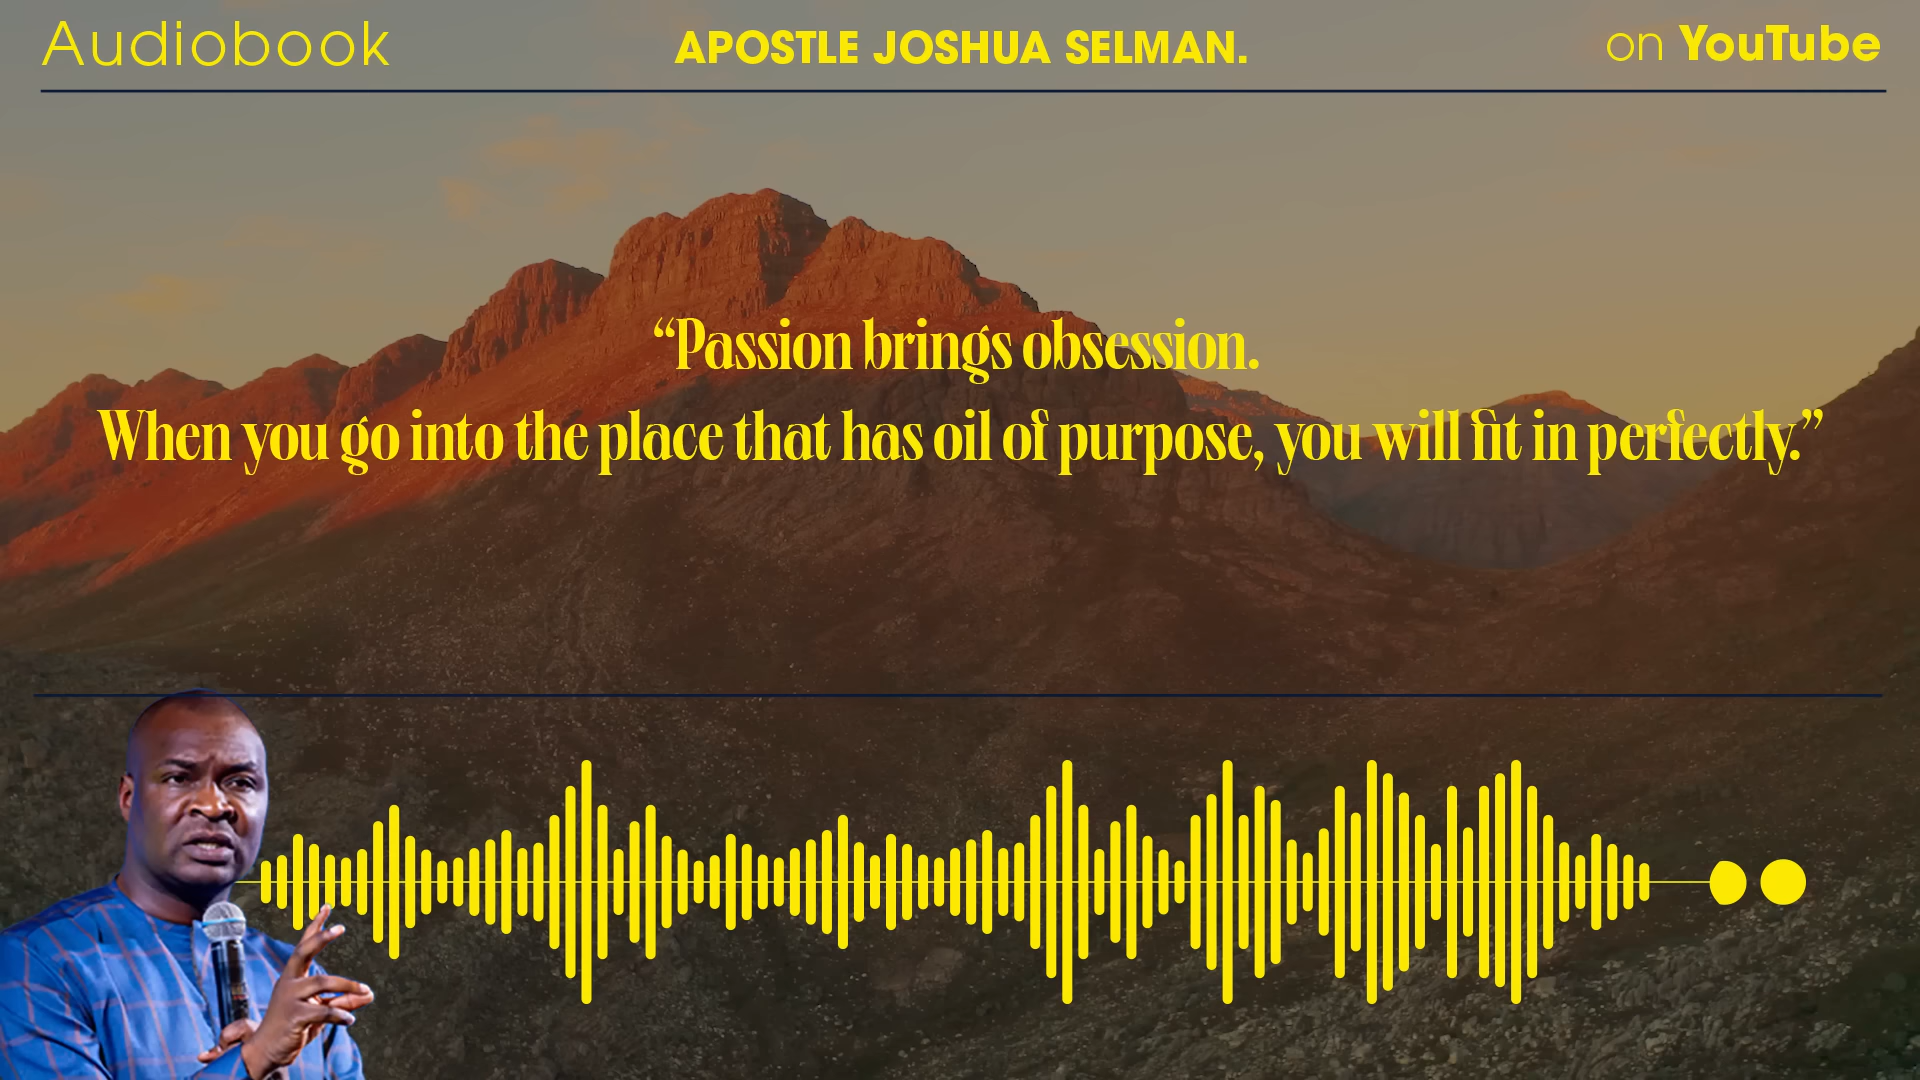 Audiobook
APOSTLE JOSHUA SELMAN.
on YouTube
“Passion brings obsession.
When you go into the place that has oil of purpose, you will fit in perfectly.”